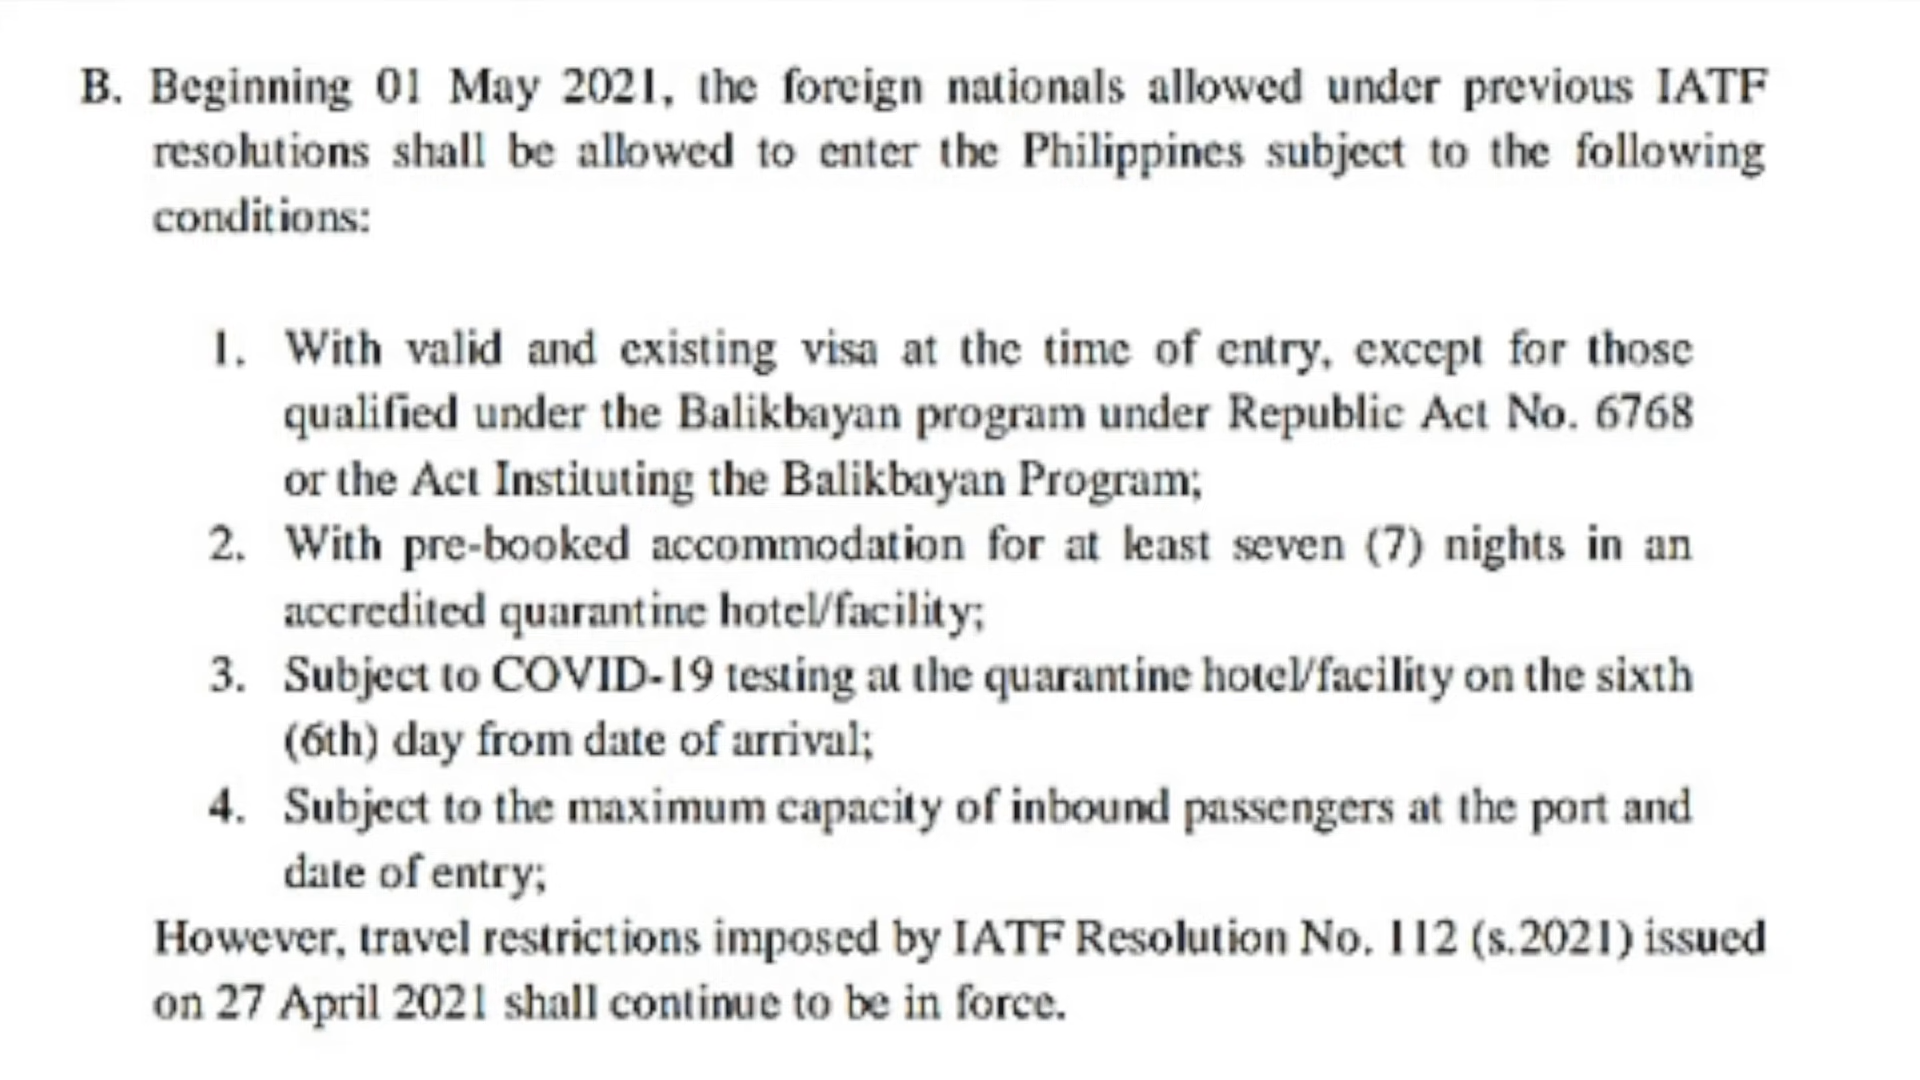 B. Beginning 01 May 2021, the foreign nationals allowed under previous IATF
resolutions shall be allowed to enter the Philippines subject to the following
conditions:
1. With valid and existing visa at the time of entry, except for those
qualified under the Balikbayan program under Republic Act No. 6768
or the Act Instituting the Balikbayan Program;
2. With pre-booked accommodation for at least seven (7) nights in an
accredited quarantine hotel/facility;
3. Subject to COVID-19 testing at the quarantine hotel/facility on the sixth
(6th) day from date of arrival;
4. Subject to the maximum capacity of inbound passengers at the port and
date of entry;
However, travel restrictions imposed by IATF Resolution No. 112 (s.2021) issued
on 27 April 2021 shall continue to be in force.